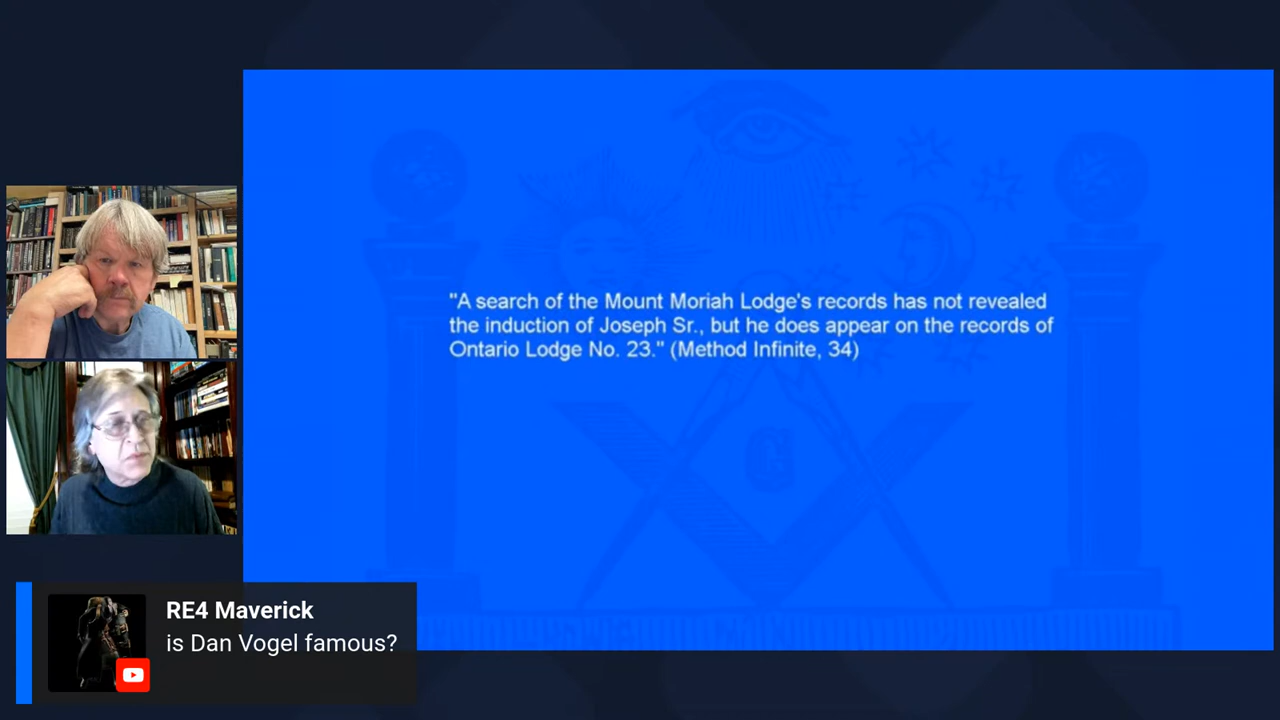 "A search of the Mount Moriah Lodge's records has not revealed
the induction of Joseph Sr., but he does appear on the records of
Ontario Lodge No. 23." (Method Infinite, 34)
G
RE4 Maverick
is Dan Vogel famous?